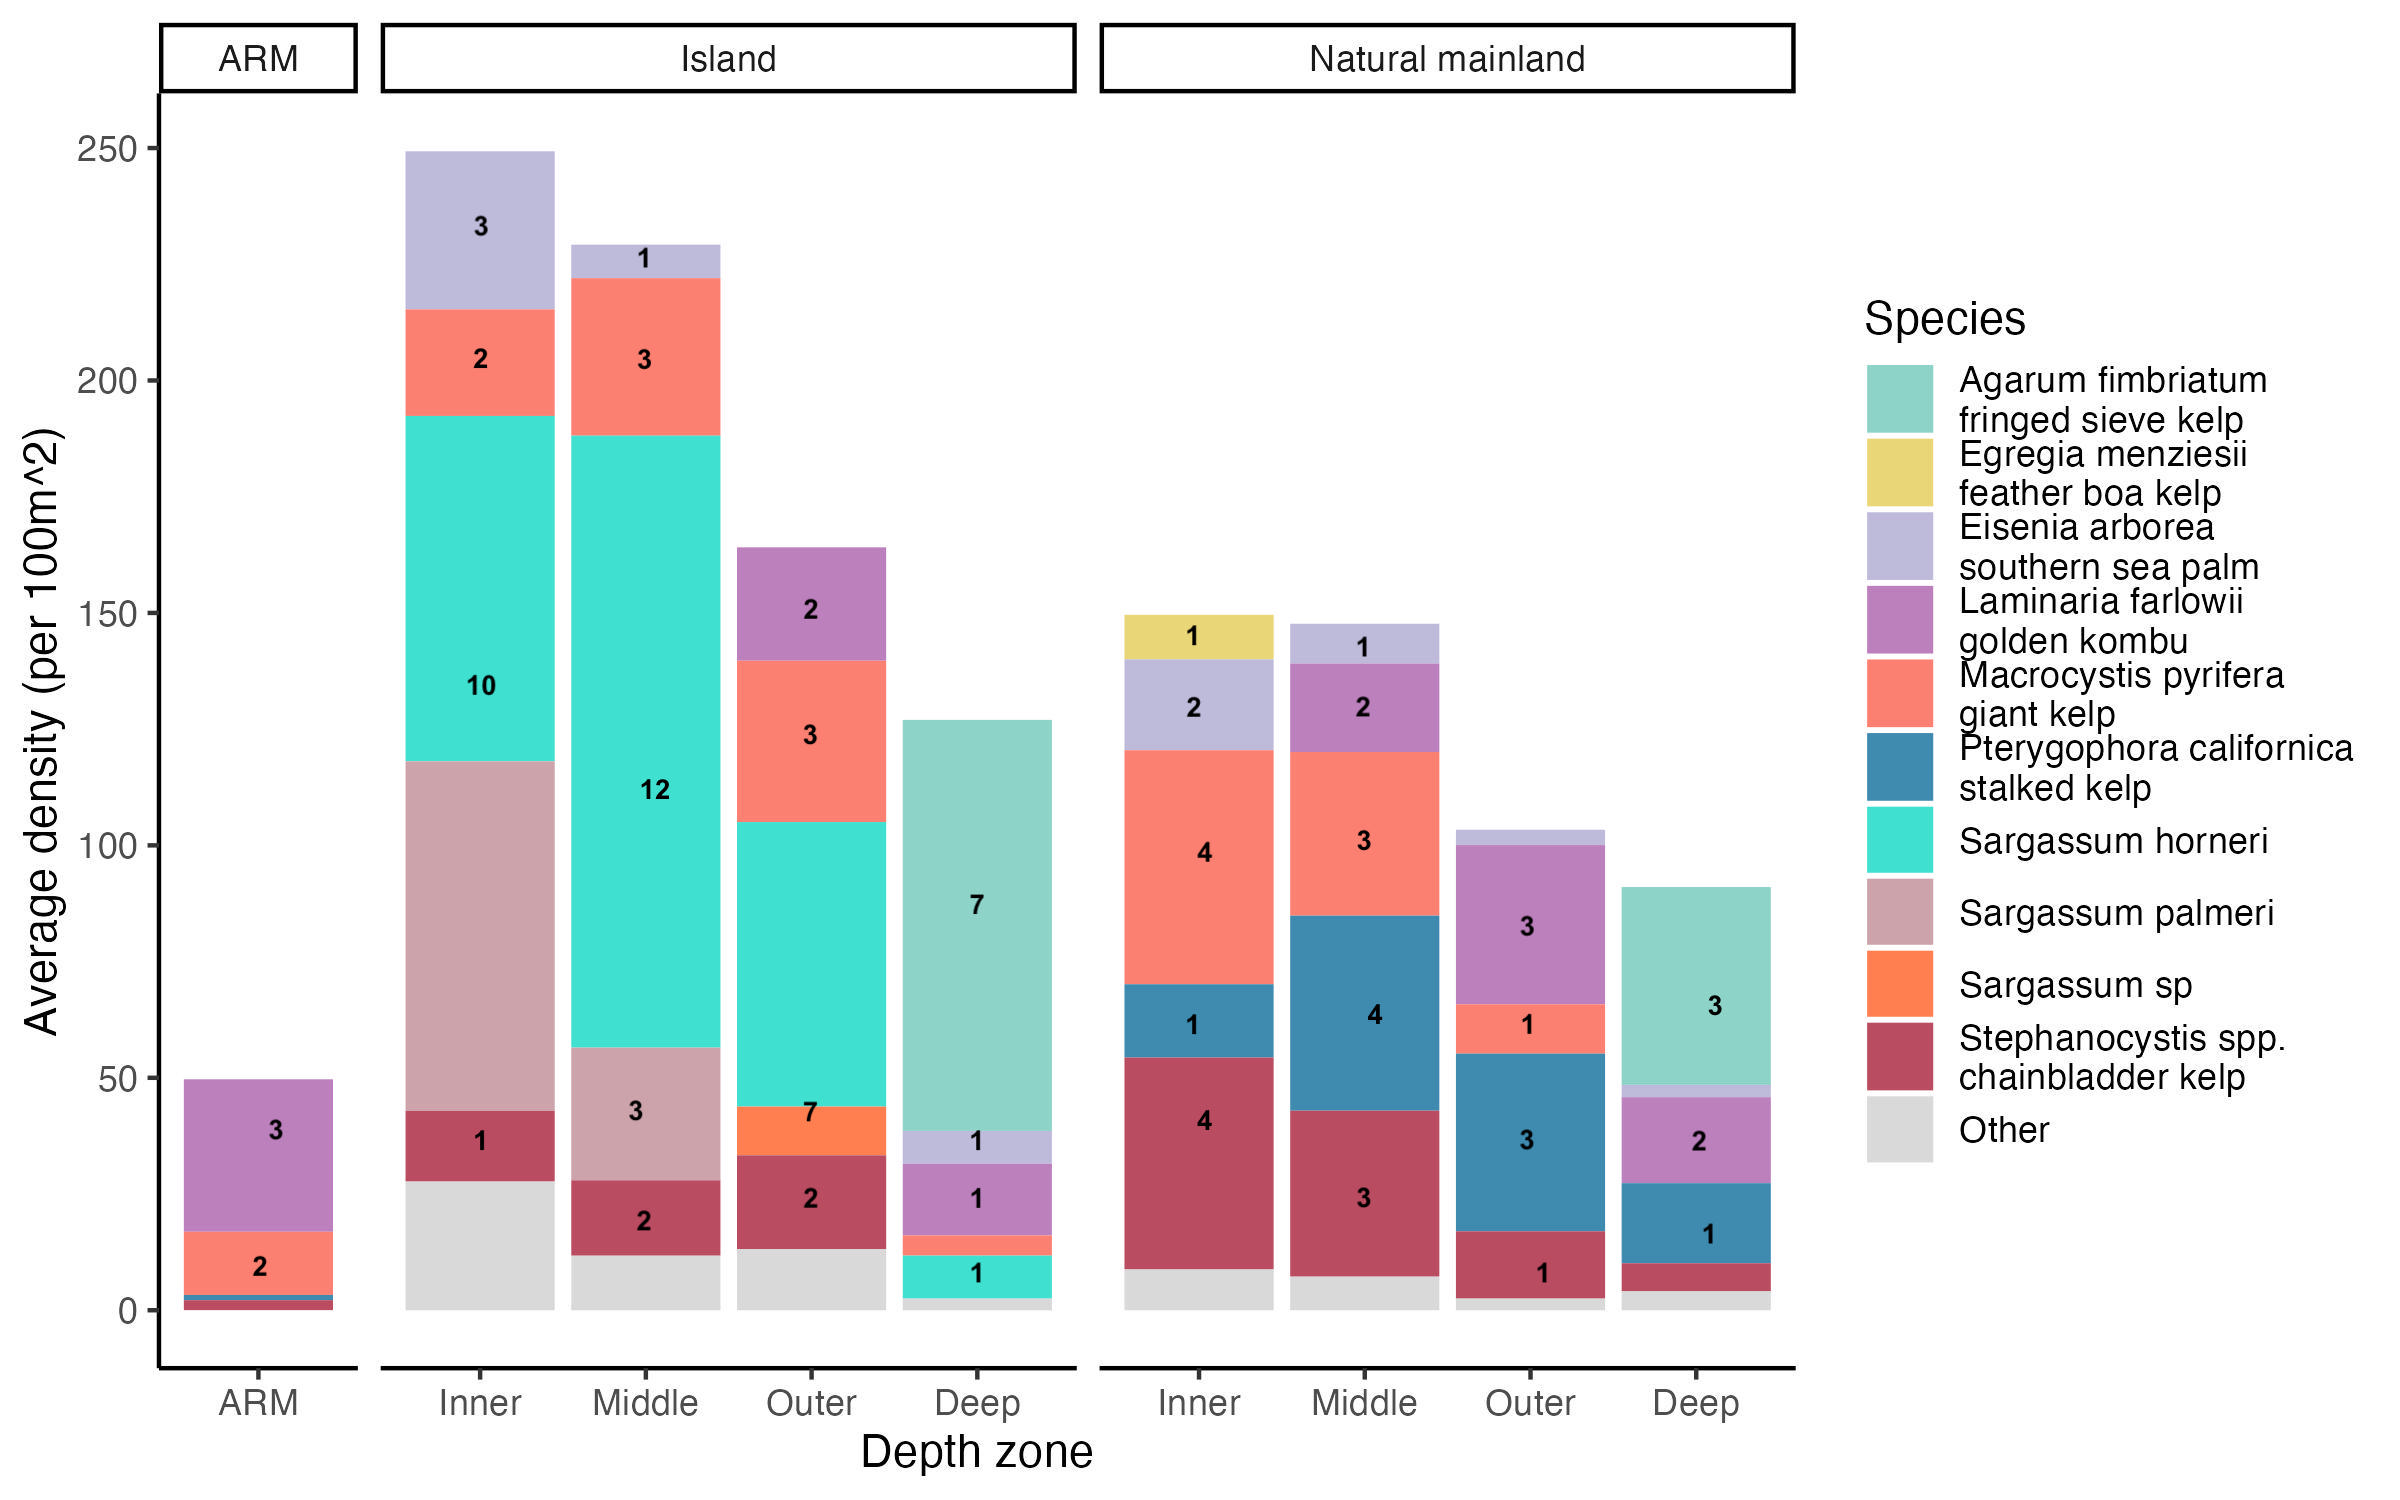 ARM Island Natural mainland
250
200
150
100
50
0
Average density (per 100m^2)
3
2
3
2
10
1
1
3
12
3
2
2
3
7
2
7
1
1
1
1
2
4
1
4
1
2
3
4
3
3
1
3
1
3
2
1
ARM Inner Middle Outer Deep Inner Middle Outer Deep
Depth zone
Species
Agarum fimbriatum
fringed sieve kelp
Egregia menziesii
feather boa kelp
Eisenia arborea
southern sea palm
Laminaria farlowii
golden kombu
Macrocystis pyrifera
giant kelp
Pterygophora californica
stalked kelp
Sargassum horneri
Sargassum palmeri
Sargassum sp
Stephanocystis spp.
chainbladder kelp
Other